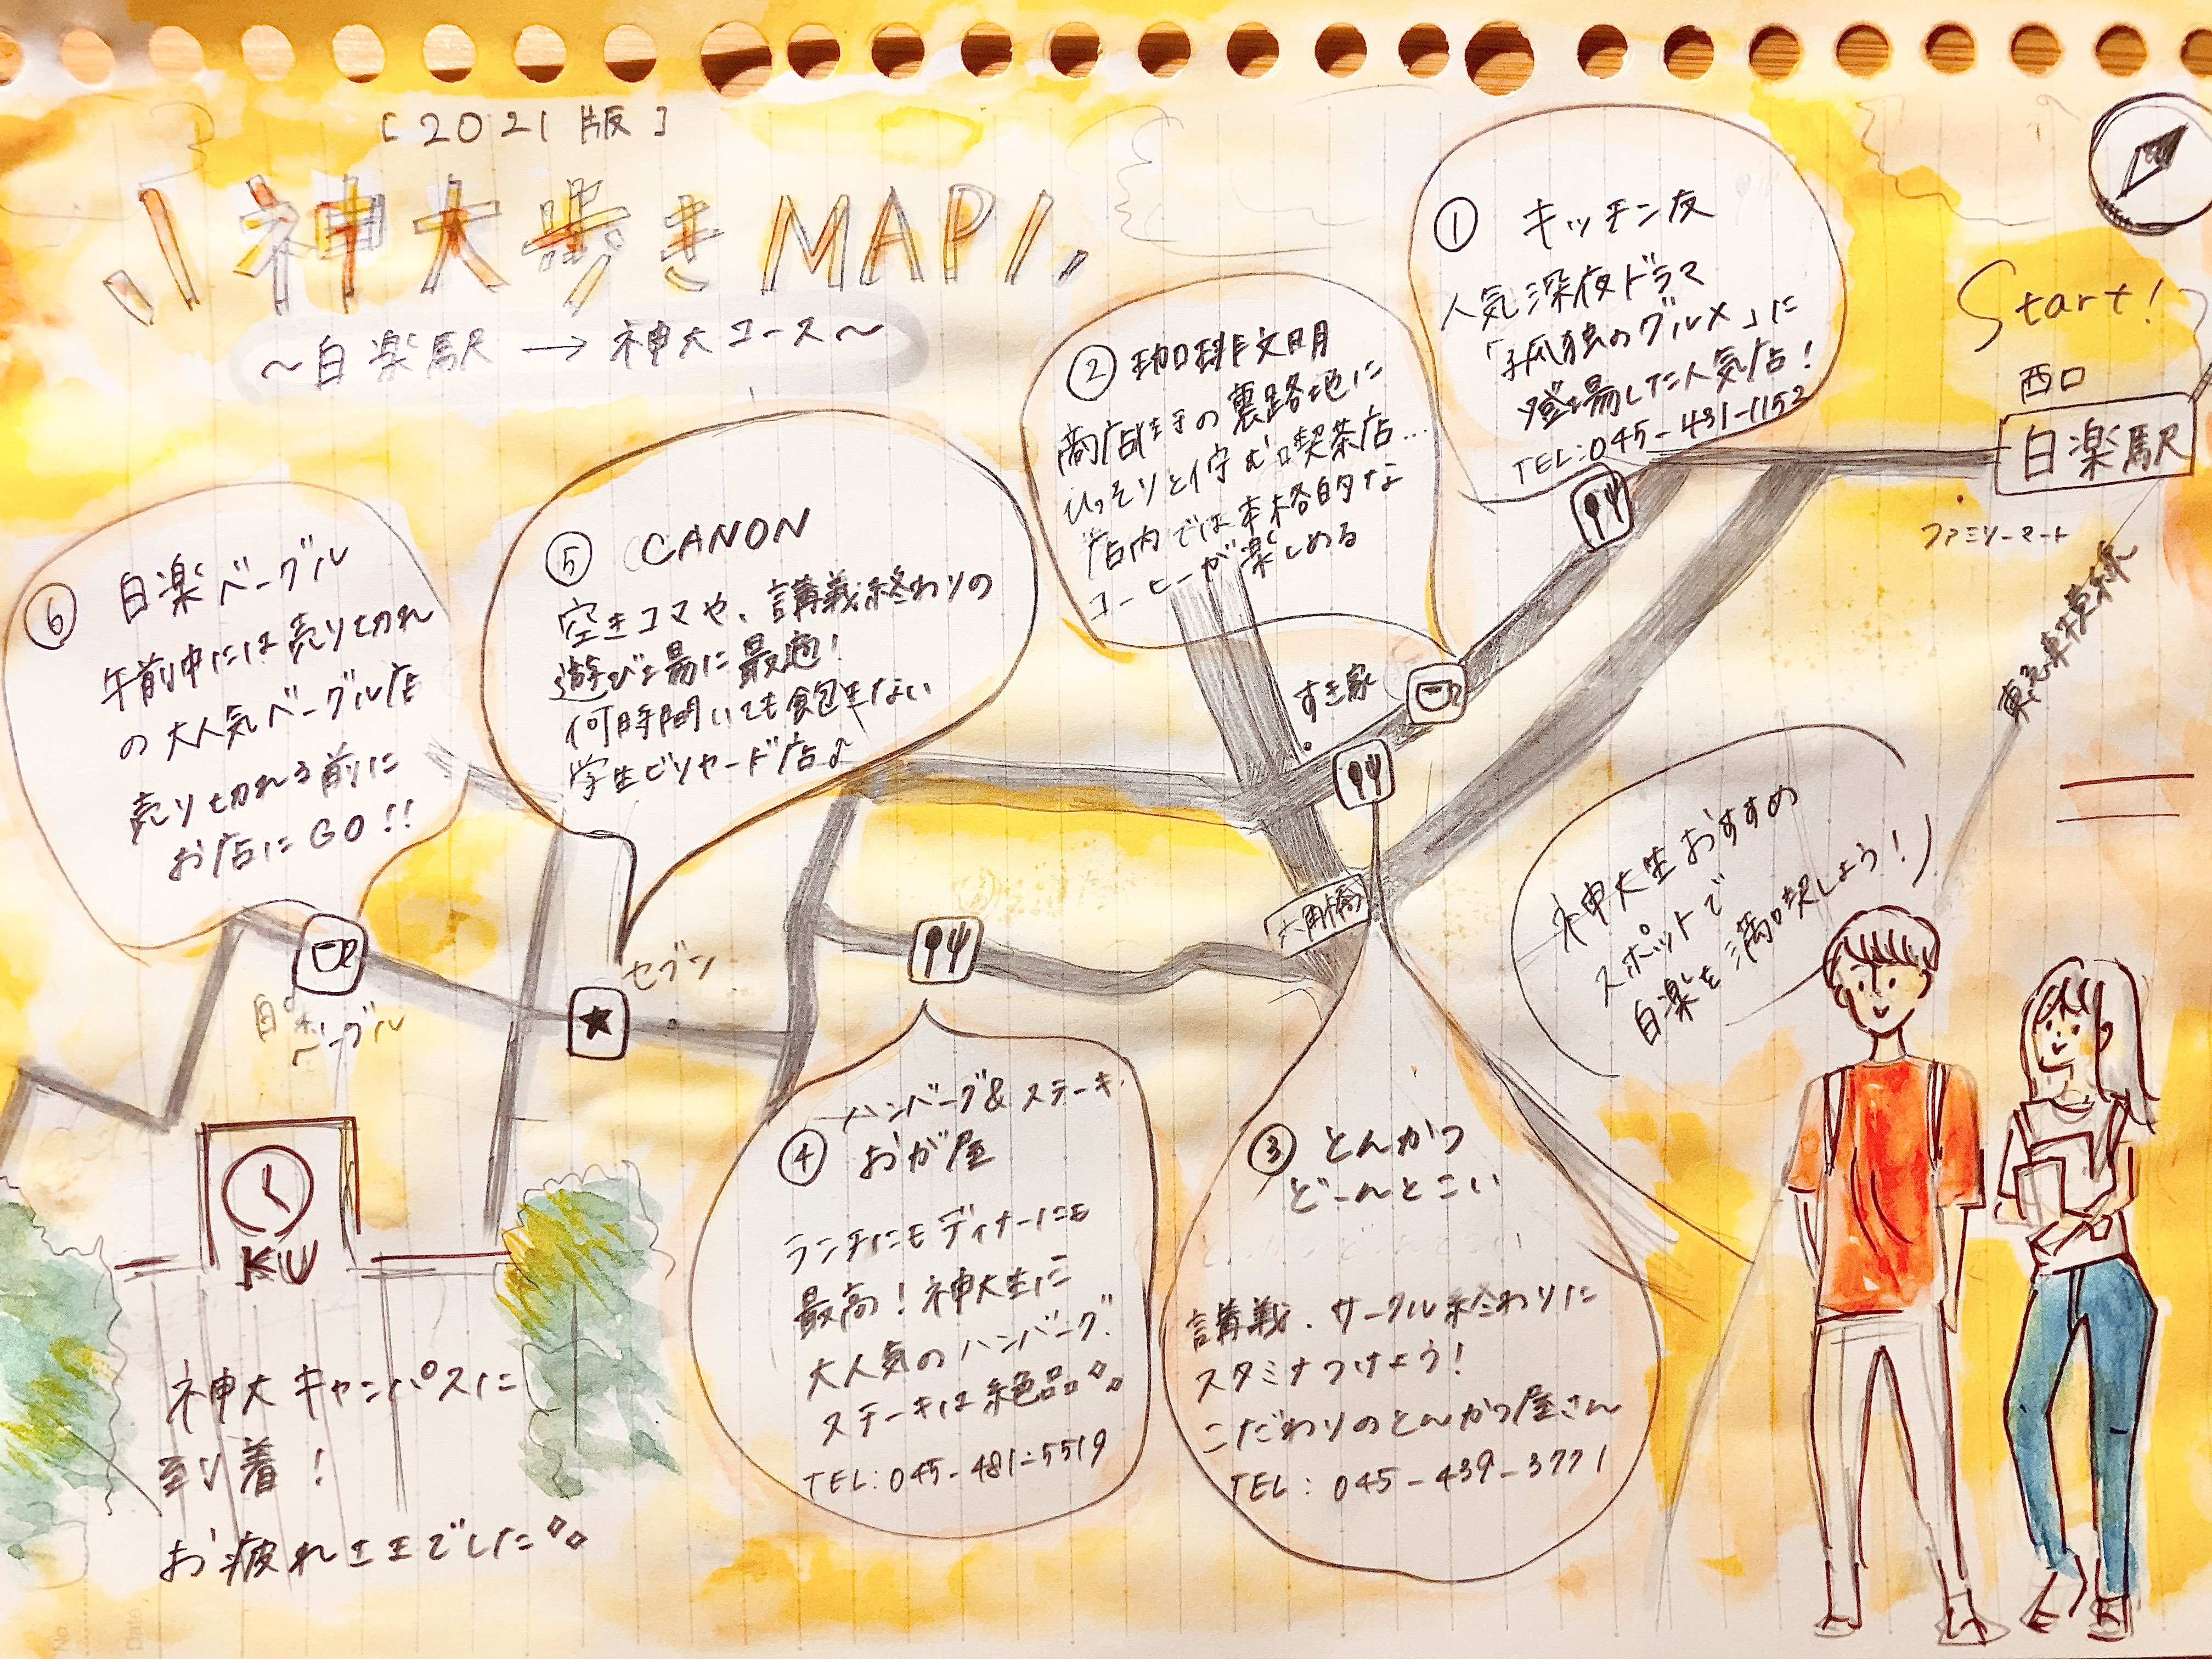 [2021版]
神大歩きMAP
～白楽駅→神大コース～
Start!
西口
白楽駅
ファミリーマート
① キッチン友
人気深夜ドラマ
「孤独のグルメ」に
登場した人気店!
TEL:045-431-1152
② 珈琲文明
商店街の裏路地に
ひっそりと佇む喫茶店…
店内では本格的な
コーヒーが楽しめる
すき家
六角橋
③ とんかつ
どーんとこい
講義、サークル終わりに
スタミナつけよう!
こだわりのとんかつ屋さん
TEL:045-439-3771
ハンバーグ&ステーキ
④ おが屋
ランチにもディナーにも
最高!神大生に
大人気のハンバーグ
ステーキは絶品
TEL:045-481-5519
⑤ CANON
空きコマや、講義終わりの
遊び場に最適!
何時間いても飽きない
学生ビリヤード店♪
セブン
⑥ 白楽ベーグル
午前中には売り切れ
の大人気ベーグル店
売り切れる前に
お店にGO!!
KU
神大キャンパスに
到着!
お疲れさまでした
神大生おすすめ
スポットで
白楽を満喫しよう!
No.
Date